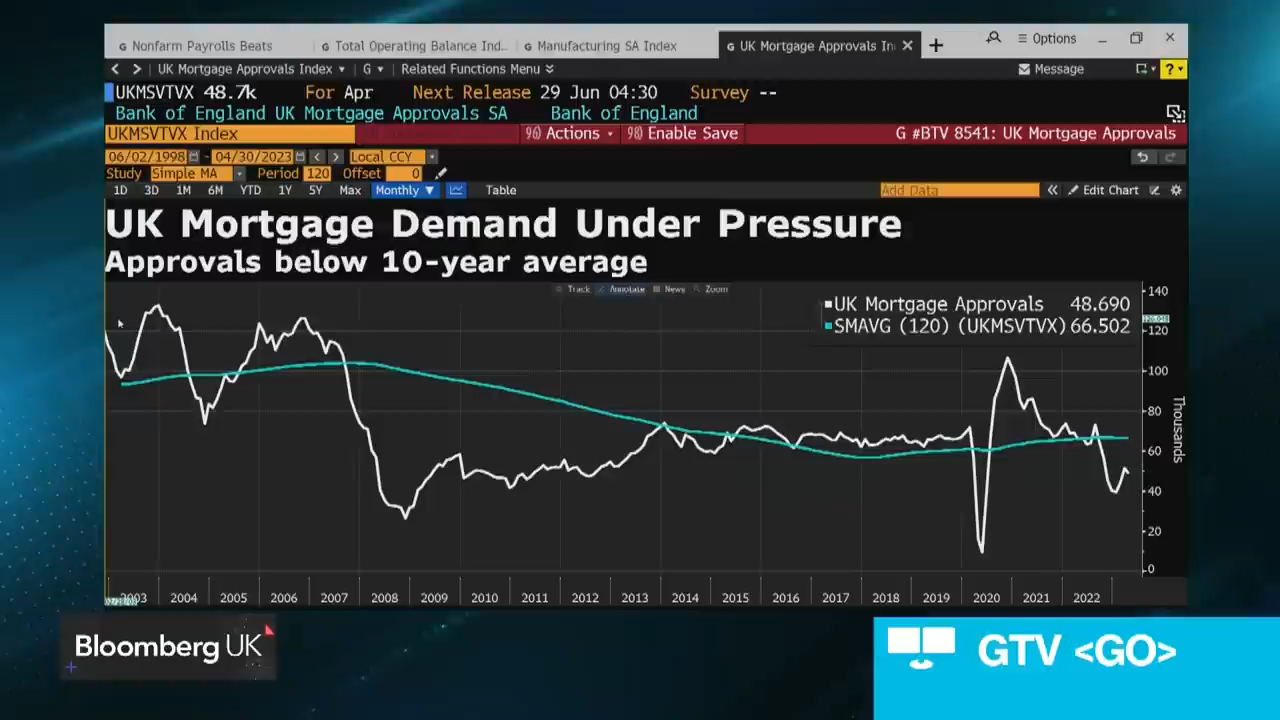 G Nonfarm Payrolls Beats G Total Operating Balance Ind.. G Manufacturing SA Index G UK Mortgage Approvals In × + Options
UK Mortgage Approvals Index G Related Functions Menu Message ?
UKMSVTVX 48.7k For Apr Next Release 29 Jun 04:30 Survey --
Bank of England UK Mortgage Approvals SA Bank of England
UKMSVTVX Index 96) Actions 98) Enable Save G #BTV 8541: UK Mortgage Approvals
06/02/1998 - 04/30/2023 Local CCY
Study Simple MA Period 120 Offset 0
1D 3D 1M 6M YTD 1Y 5Y Max Monthly ▼ Table Add Data « Edit Chart
UK Mortgage Demand Under Pressure
Approvals below 10-year average
Track Annotate News Zoom
UK Mortgage Approvals 48.690
SMAVG (120) (UKMSVTVX) 66.502
140
120
100
80
60
40
20
0
Thousands
2003 2004 2005 2006 2007 2008 2009 2010 2011 2012 2013 2014 2015 2016 2017 2018 2019 2020 2021 2022
Bloomberg UK
GTV <GO>